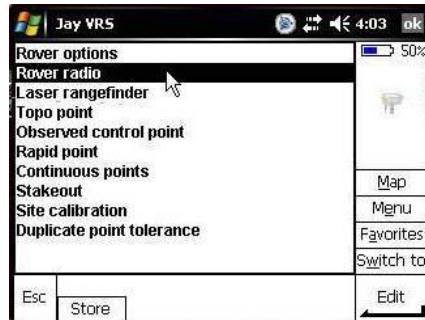 Jay VRS 4:03 ok
Rover options
50%
Rover radio
Laser rangefinder
Topo point
Observed control point
Rapid point
Continuous points
Map
Stakeout
Menu
Site calibration
Duplicate point tolerance
Favorites
Switch to
Esc
Store
Edit